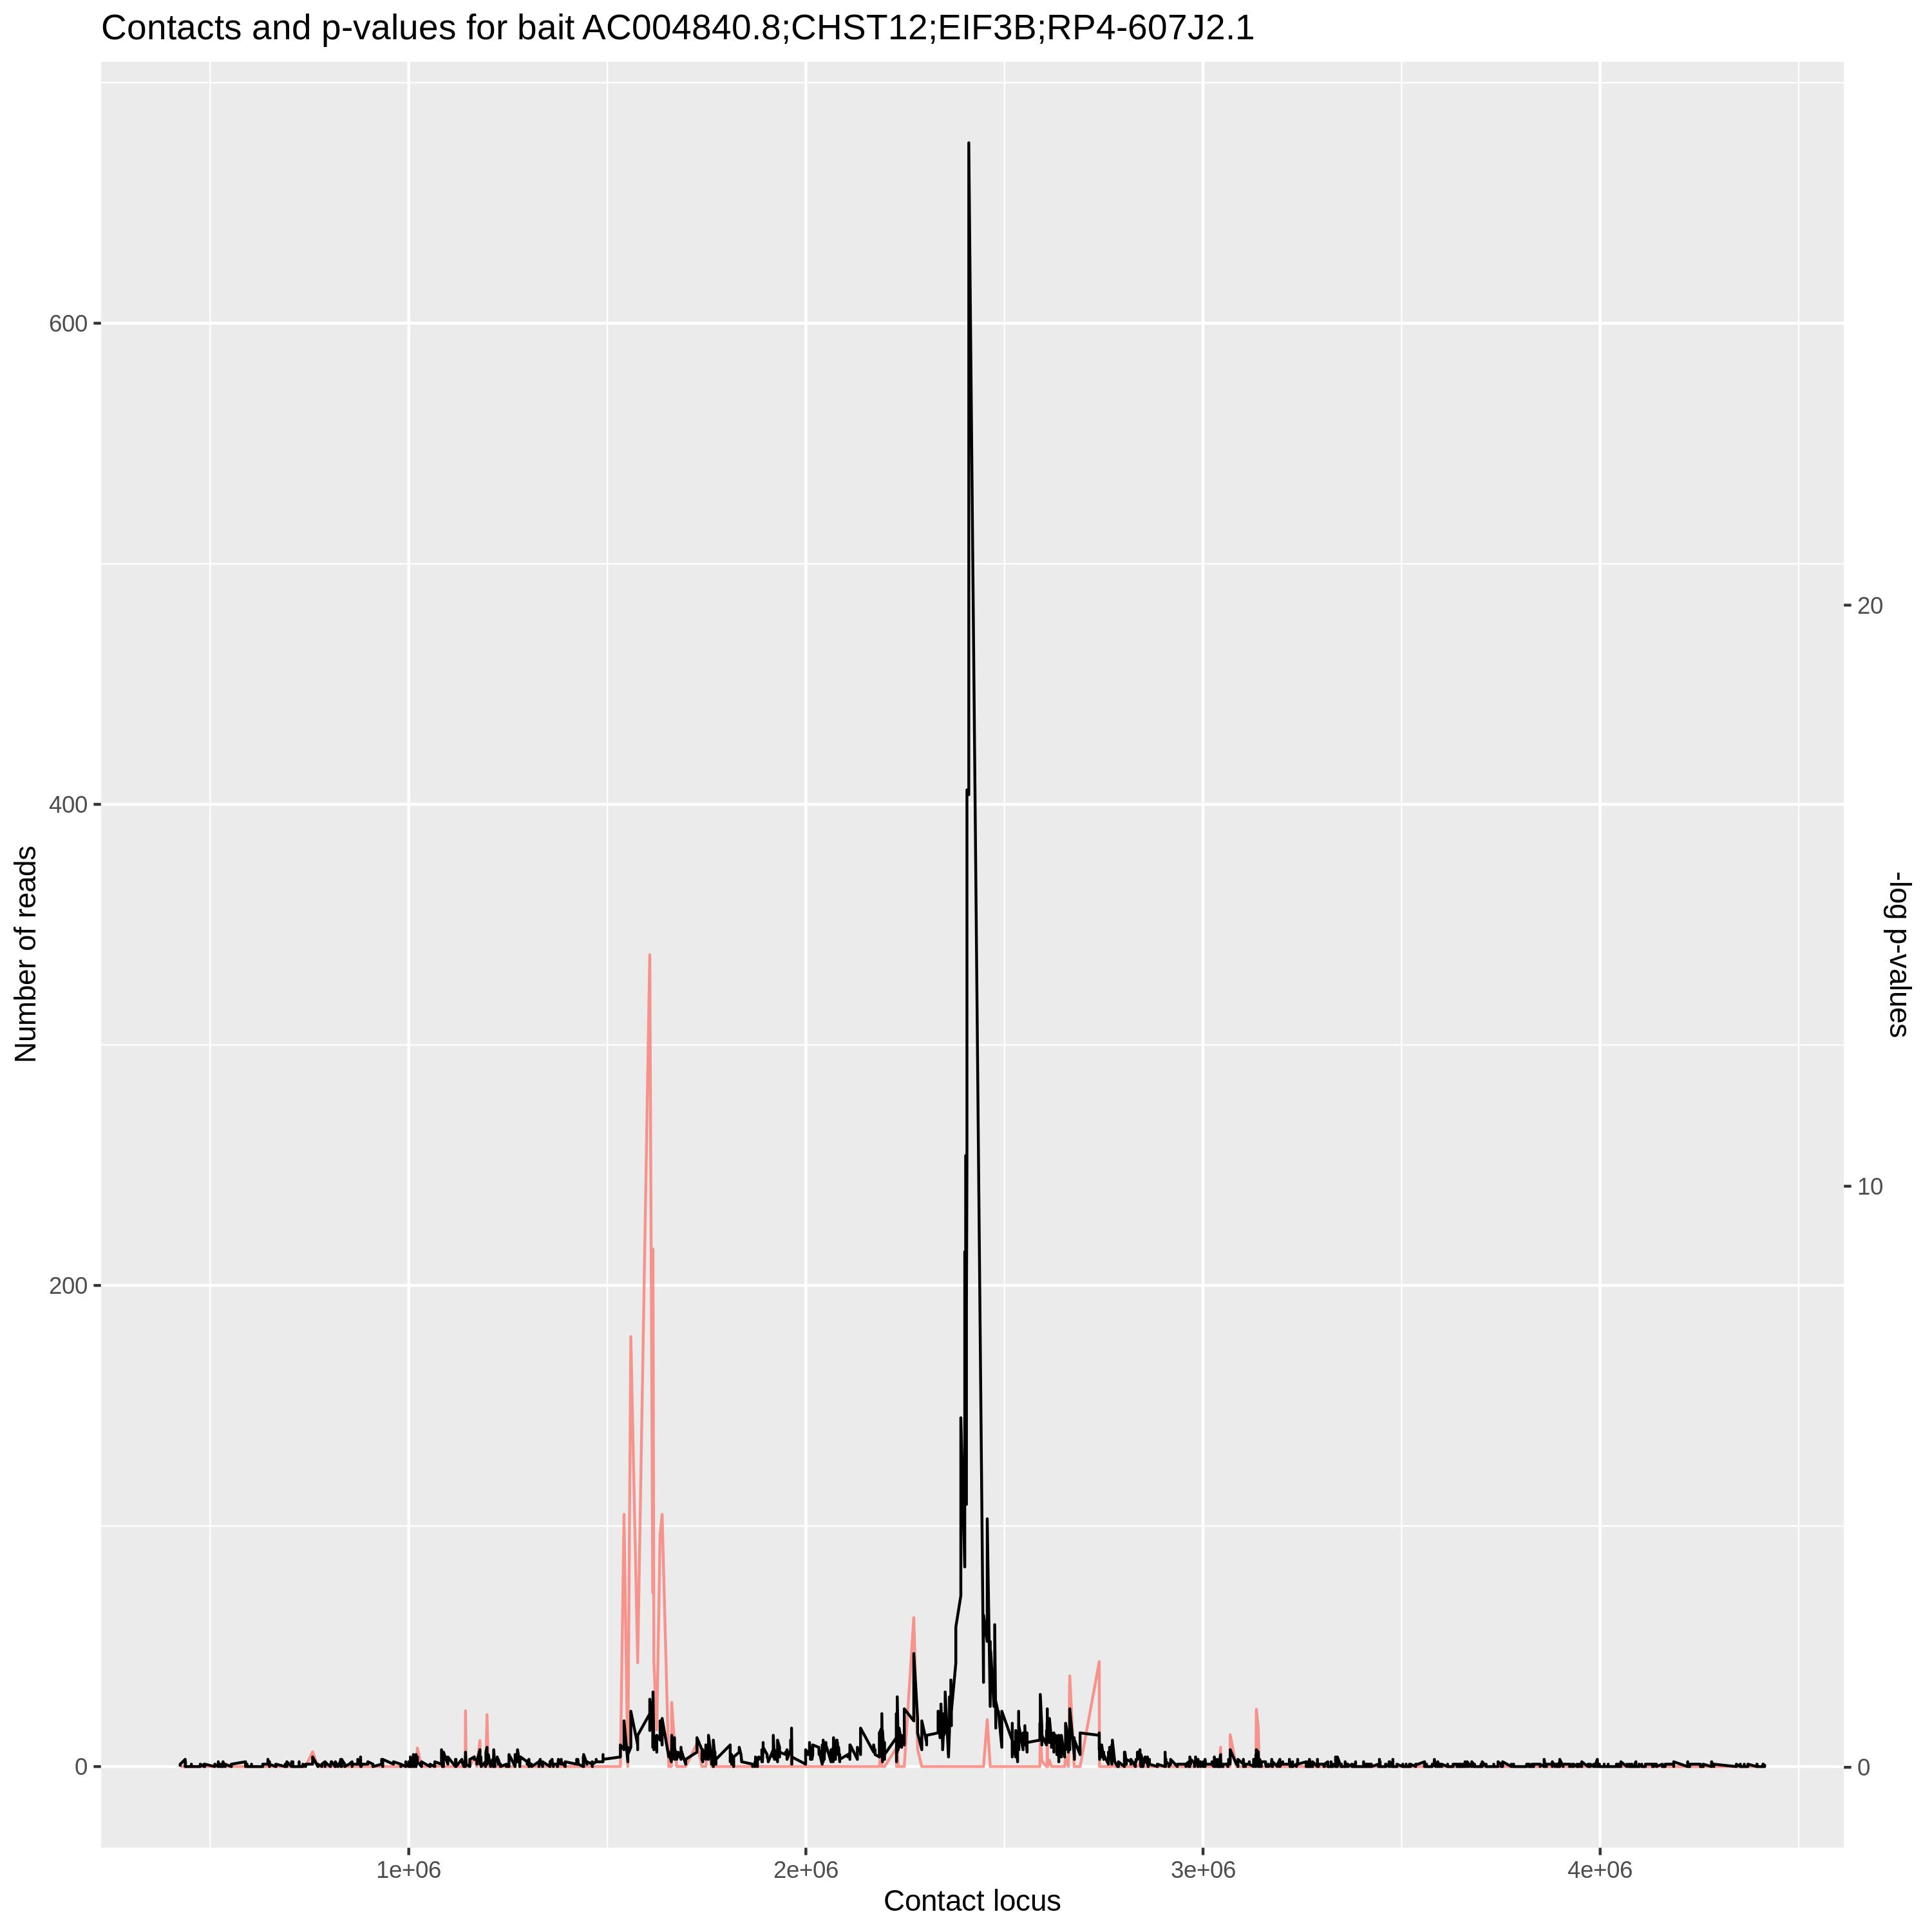 Contacts and p-values for bait AC004840.8;CHST12;EIF3B;RP4-607J2.1
600
400
200
0
Number of reads
20
10
0
-log p-values
1e+06
2e+06
3e+06
4e+06
Contact locus